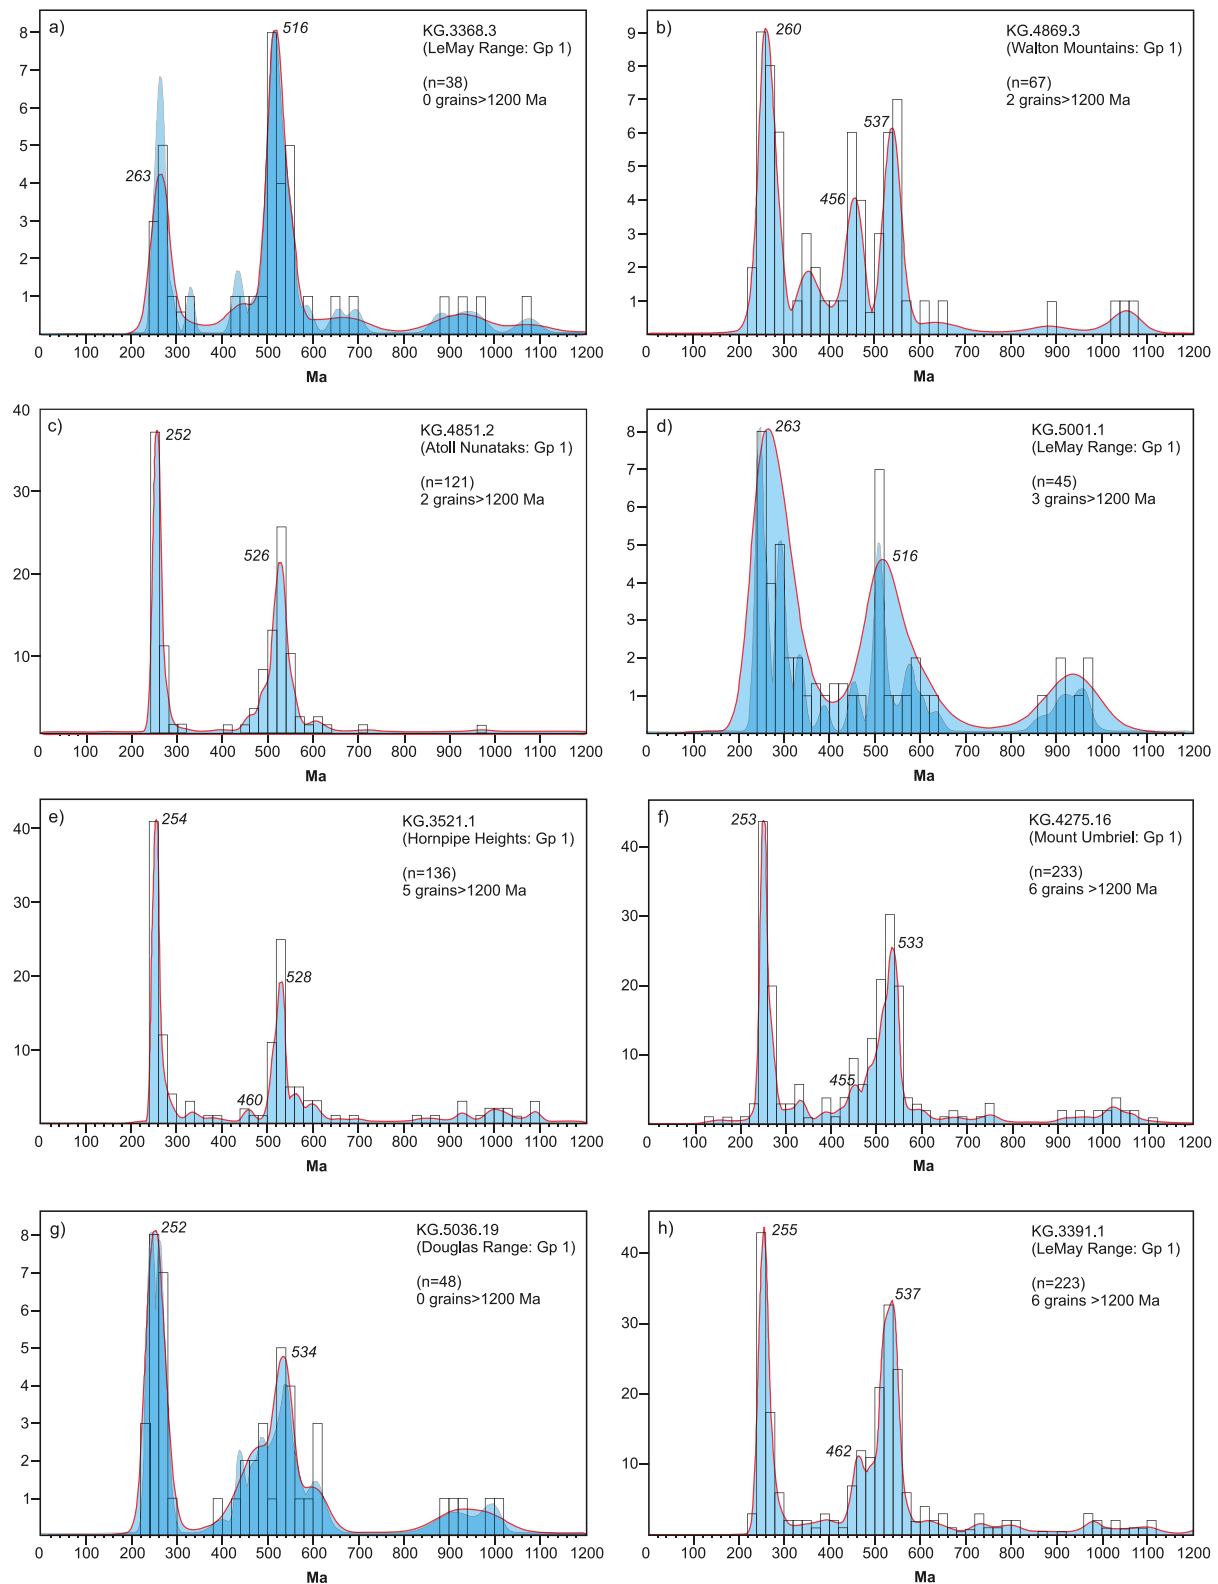 a)
KG.3368.3
(LeMay Range: Gp 1)
(n=38)
0 grains>1200 Ma
516
263
8
7
6
5
4
3
2
1
0 100 200 300 400 500 600 700 800 900 1000 1100 1200
Ma
b)
KG.4869.3
(Walton Mountains: Gp 1)
(n=67)
2 grains>1200 Ma
260
537
456
9
8
7
6
5
4
3
2
1
0 100 200 300 400 500 600 700 800 900 1000 1100 1200
Ma
c)
KG.4851.2
(Atoll Nunataks: Gp 1)
(n=121)
2 grains>1200 Ma
252
526
40
30
20
10
0 100 200 300 400 500 600 700 800 900 1000 1100 1200
Ma
d)
KG.5001.1
(LeMay Range: Gp 1)
(n=45)
3 grains>1200 Ma
263
516
8
7
6
5
4
3
2
1
0 100 200 300 400 500 600 700 800 900 1000 1100 1200
Ma
e)
KG.3521.1
(Hornpipe Heights: Gp 1)
(n=136)
5 grains>1200 Ma
254
528
460
40
30
20
10
0 100 200 300 400 500 600 700 800 900 1000 1100 1200
Ma
f)
KG.4275.16
(Mount Umbriel: Gp 1)
(n=233)
6 grains >1200 Ma
253
533
455
40
30
20
10
0 100 200 300 400 500 600 700 800 900 1000 1100 1200
Ma
g)
KG.5036.19
(Douglas Range: Gp 1)
(n=48)
0 grains>1200 Ma
252
534
8
7
6
5
4
3
2
1
0 100 200 300 400 500 600 700 800 900 1000 1100 1200
Ma
h)
KG.3391.1
(LeMay Range: Gp 1)
(n=223)
6 grains >1200 Ma
255
537
462
40
30
20
10
0 100 200 300 400 500 600 700 800 900 1000 1100 1200
Ma